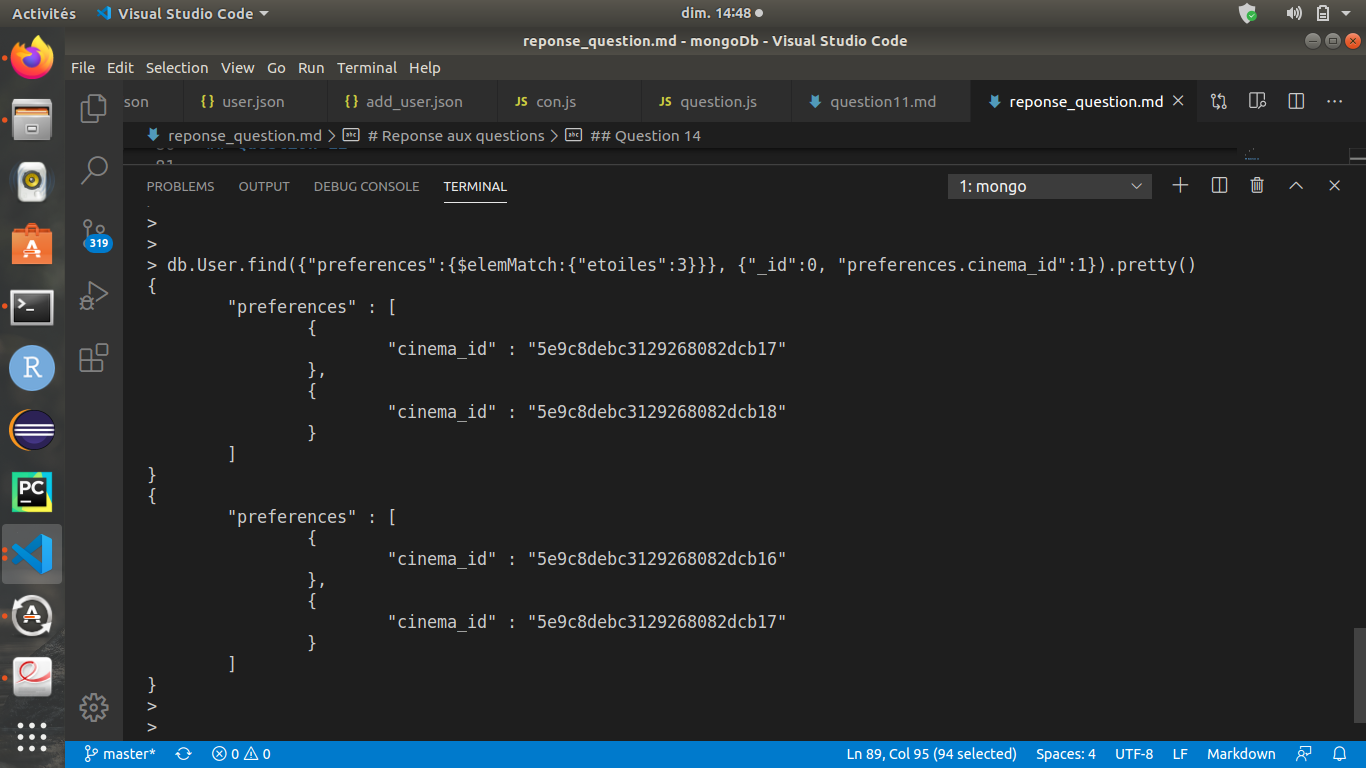 Activités Visual Studio Code dim. 14:48
reponse_question.md - mongoDb - Visual Studio Code
File Edit Selection View Go Run Terminal Help
son {} user.json {} add_user.json JS con.js JS question.js question11.md reponse_question.md
reponse_question.md > # Reponse aux questions > ## Question 14
81
PROBLEMS OUTPUT DEBUG CONSOLE TERMINAL 1: mongo
319
>
>
> db.User.find({"preferences":{$elemMatch:{"etoiles":3}}}, {"_id":0, "preferences.cinema_id":1}).pretty()
{
"preferences" : [
{
"cinema_id" : "5e9c8debc3129268082dcb17"
},
{
"cinema_id" : "5e9c8debc3129268082dcb18"
}
]
}
{
"preferences" : [
{
"cinema_id" : "5e9c8debc3129268082dcb16"
},
{
"cinema_id" : "5e9c8debc3129268082dcb17"
}
]
}
>
>
R
PC
master* 0 0 Ln 89, Col 95 (94 selected) Spaces: 4 UTF-8 LF Markdown